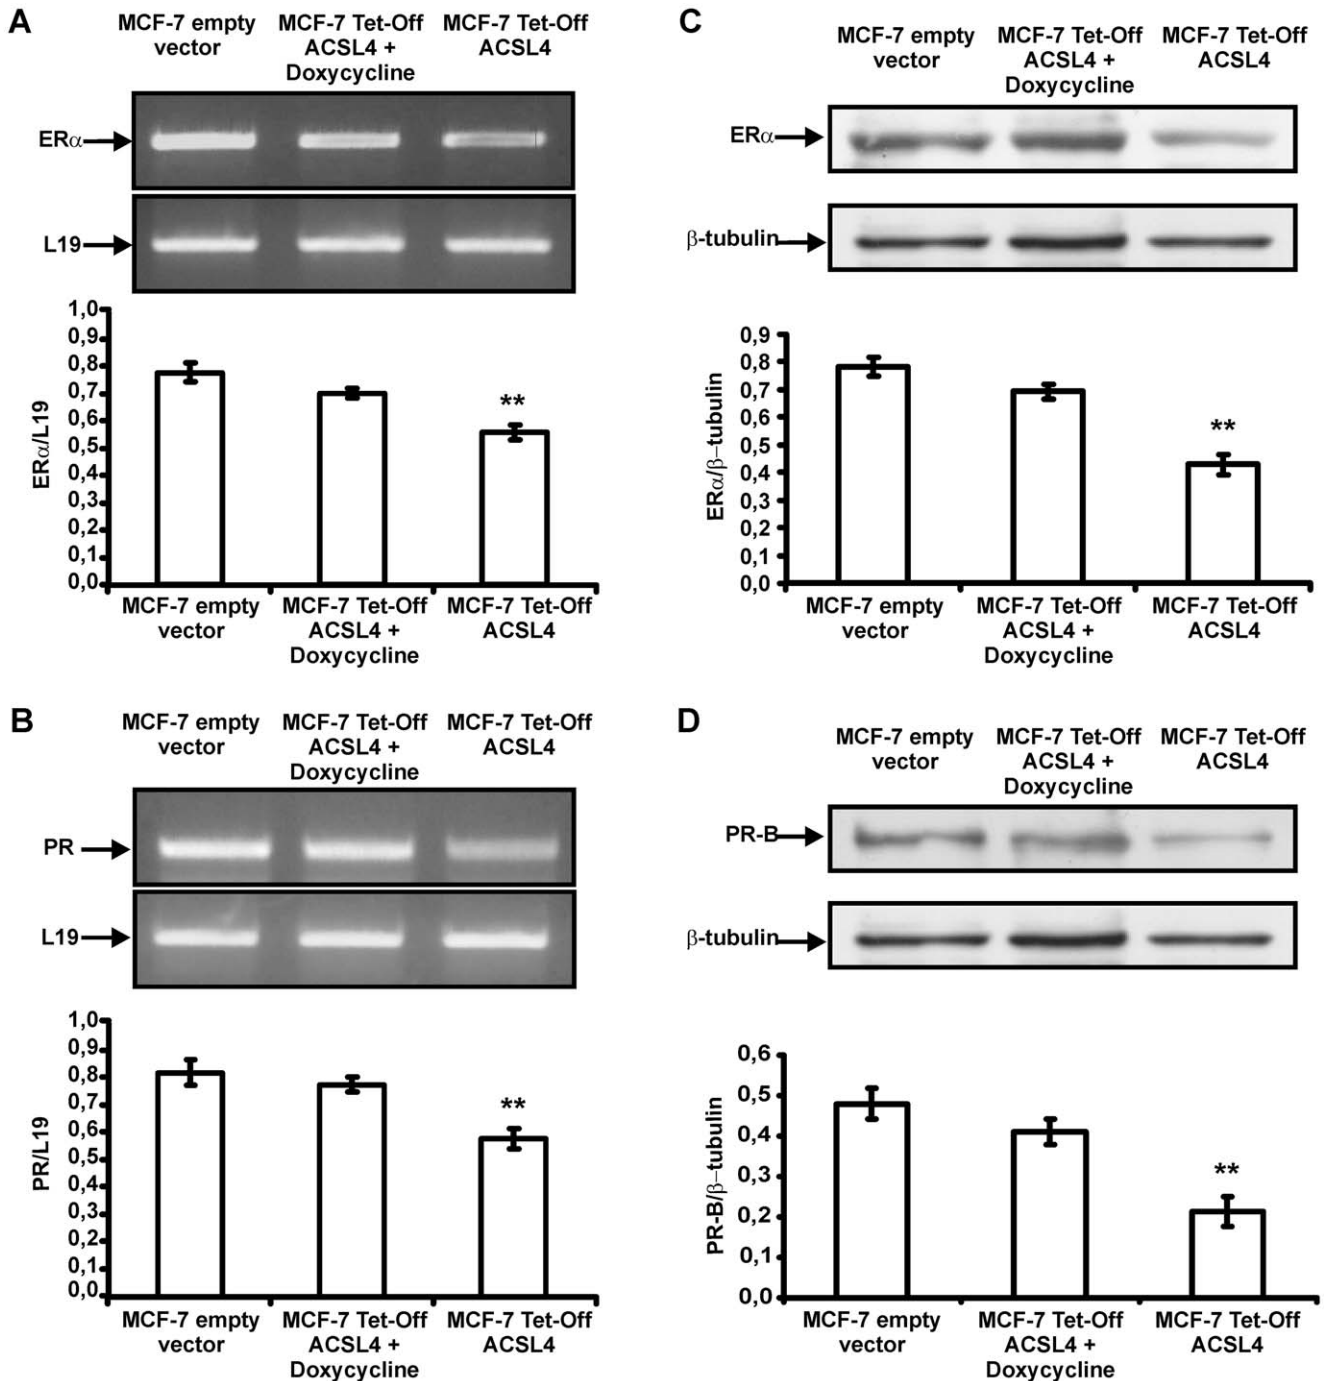 A
MCF-7 empty
vector
MCF-7 Tet-Off
ACSL4 +
Doxycycline
MCF-7 Tet-Off
ACSL4
ERα
L19
1,0
0,9
0,8
0,7
0,6
0,5
0,4
0,3
0,2
0,1
0,0
ERα/L19
**
MCF-7 empty
vector
MCF-7 Tet-Off
ACSL4 +
Doxycycline
MCF-7 Tet-Off
ACSL4
B
MCF-7 empty
vector
MCF-7 Tet-Off
ACSL4 +
Doxycycline
MCF-7 Tet-Off
ACSL4
PR
L19
1,0
0,9
0,8
0,7
0,6
0,5
0,4
0,3
0,2
0,1
0,0
PR/L19
**
MCF-7 empty
vector
MCF-7 Tet-Off
ACSL4 +
Doxycycline
MCF-7 Tet-Off
ACSL4
C
MCF-7 empty
vector
MCF-7 Tet-Off
ACSL4 +
Doxycycline
MCF-7 Tet-Off
ACSL4
ERα
β-tubulin
0,9
0,8
0,7
0,6
0,5
0,4
0,3
0,2
0,1
0,0
ERα/β−tubulin
**
MCF-7 empty
vector
MCF-7 Tet-Off
ACSL4 +
Doxycycline
MCF-7 Tet-Off
ACSL4
D
MCF-7 empty
vector
MCF-7 Tet-Off
ACSL4 +
Doxycycline
MCF-7 Tet-Off
ACSL4
PR-B
β-tubulin
0,6
0,5
0,4
0,3
0,2
0,1
0,0
PR-B/β−tubulin
**
MCF-7 empty
vector
MCF-7 Tet-Off
ACSL4 +
Doxycycline
MCF-7 Tet-Off
ACSL4